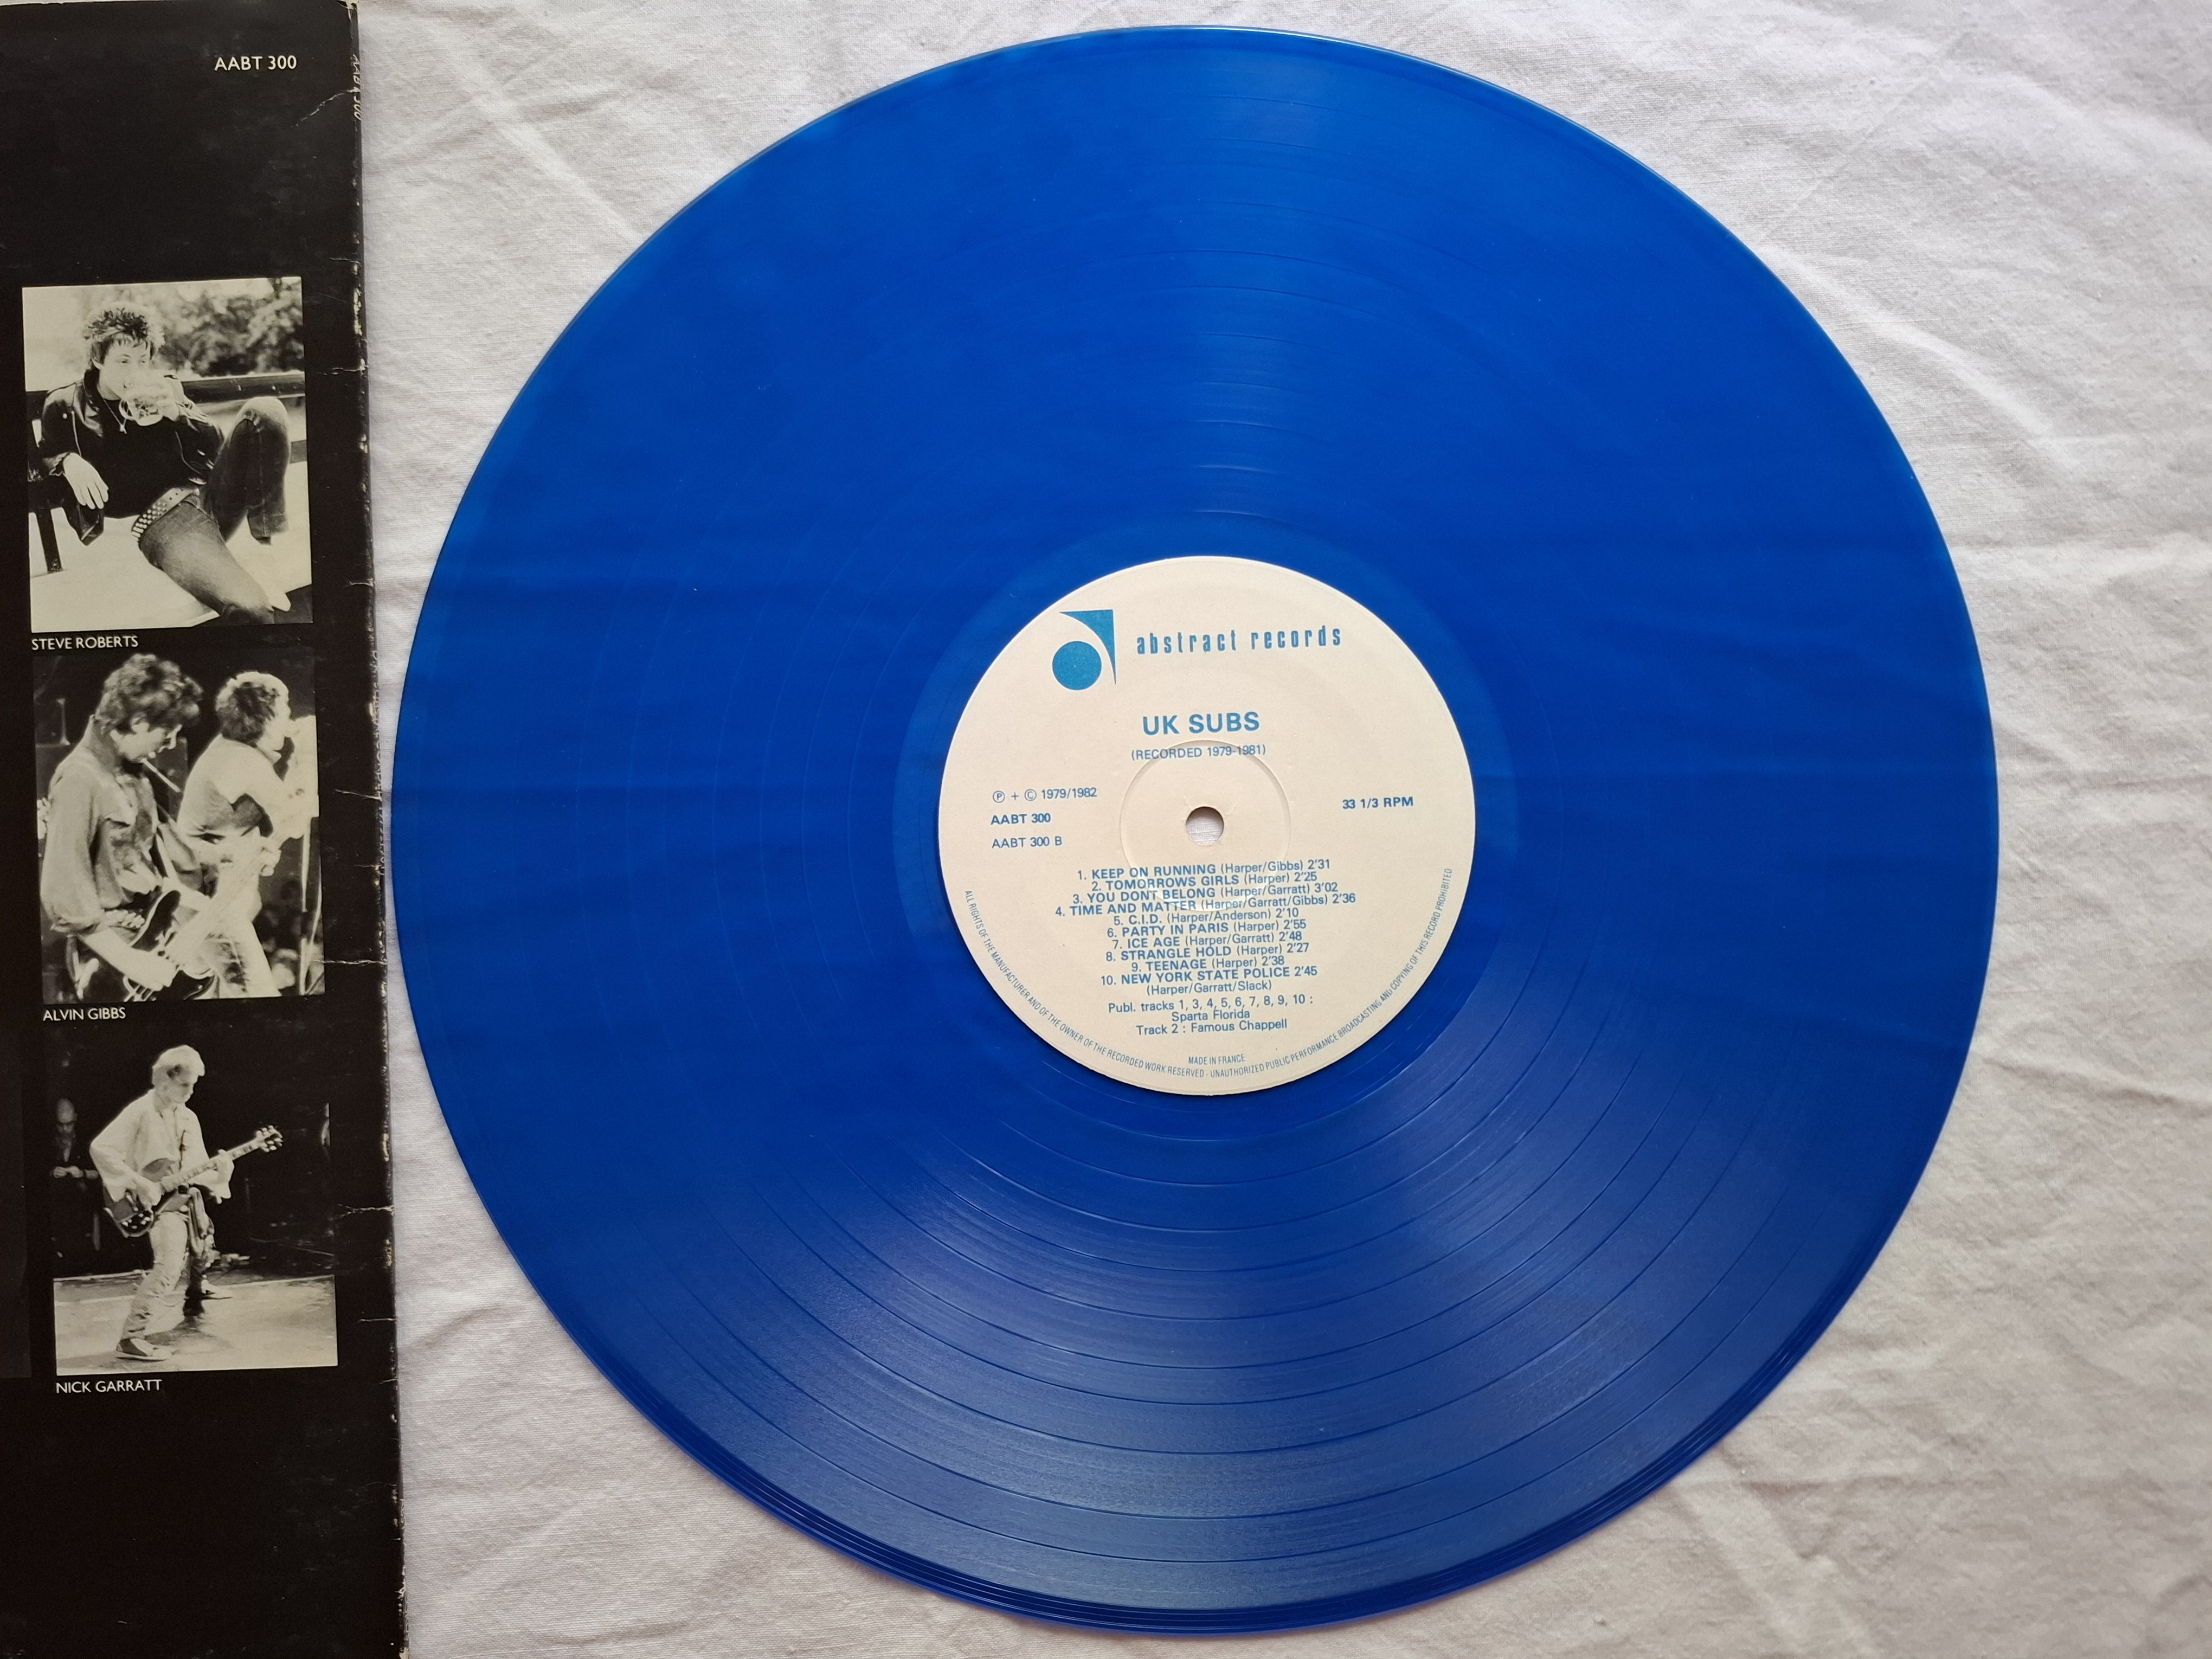 AABT 300
STEVE ROBERTS
ALVIN GIBBS
NICK GARRATT
abstract records
UK SUBS
(RECORDED 1979-1981)
Ⓟ + © 1979/1982
AABT 300
AABT 300 B
33 1/3 RPM
1. KEEP ON RUNNING (Harper/Gibbs) 2'31
2. TOMORROWS GIRLS (Harper) 2'25
3. YOU DONT BELONG (Harper/Garratt) 3'02
4. TIME AND MATTER (Harper/Garratt/Gibbs) 2'36
5. C.I.D. (Harper/Anderson) 2'10
6. PARTY IN PARIS (Harper) 2'55
7. ICE AGE (Harper/Garratt) 2'48
8. STRANGLE HOLD (Harper) 2'27
9. TEENAGE (Harper) 2'38
10. NEW YORK STATE POLICE 2'45
(Harper/Garratt/Slack)
Publ. tracks 1, 3, 4, 5, 6, 7, 8, 9, 10 :
Sparta Florida
Track 2 : Famous Chappell
MADE IN FRANCE
ALL RIGHTS OF THE MANUFACTURER AND OF THE OWNER OF THE RECORDED WORK RESERVED - UNAUTHORIZED PUBLIC PERFORMANCE BROADCASTING AND COPYING OF THIS RECORD PROHIBITED